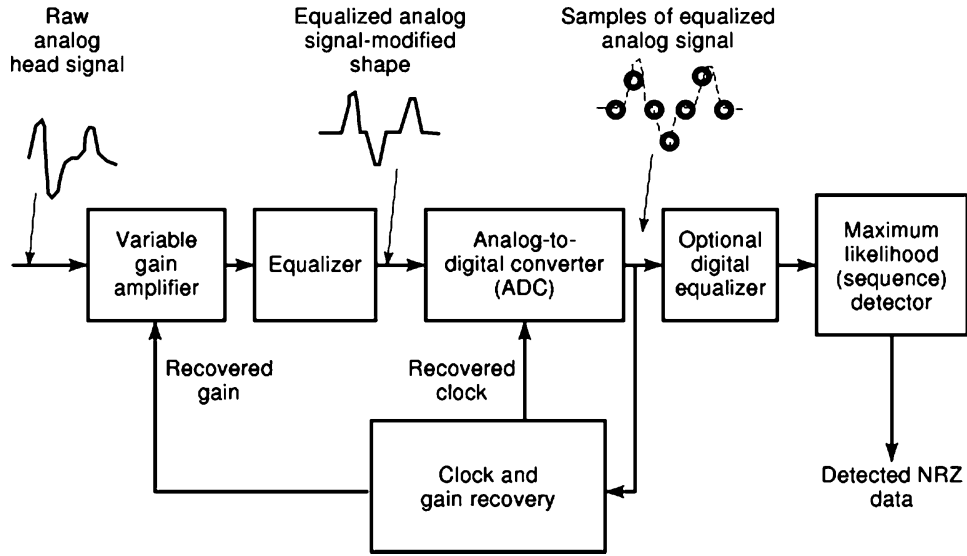 Raw
analog
head signal
Equalized analog
signal-modified
shape
Samples of equalized
analog signal
Variable
gain
amplifier
Equalizer
Analog-to-
digital converter
(ADC)
Optional
digital
equalizer
Maximum
likelihood
(sequence)
detector
Recovered
gain
Recovered
clock
Clock and
gain recovery
Detected NRZ
data